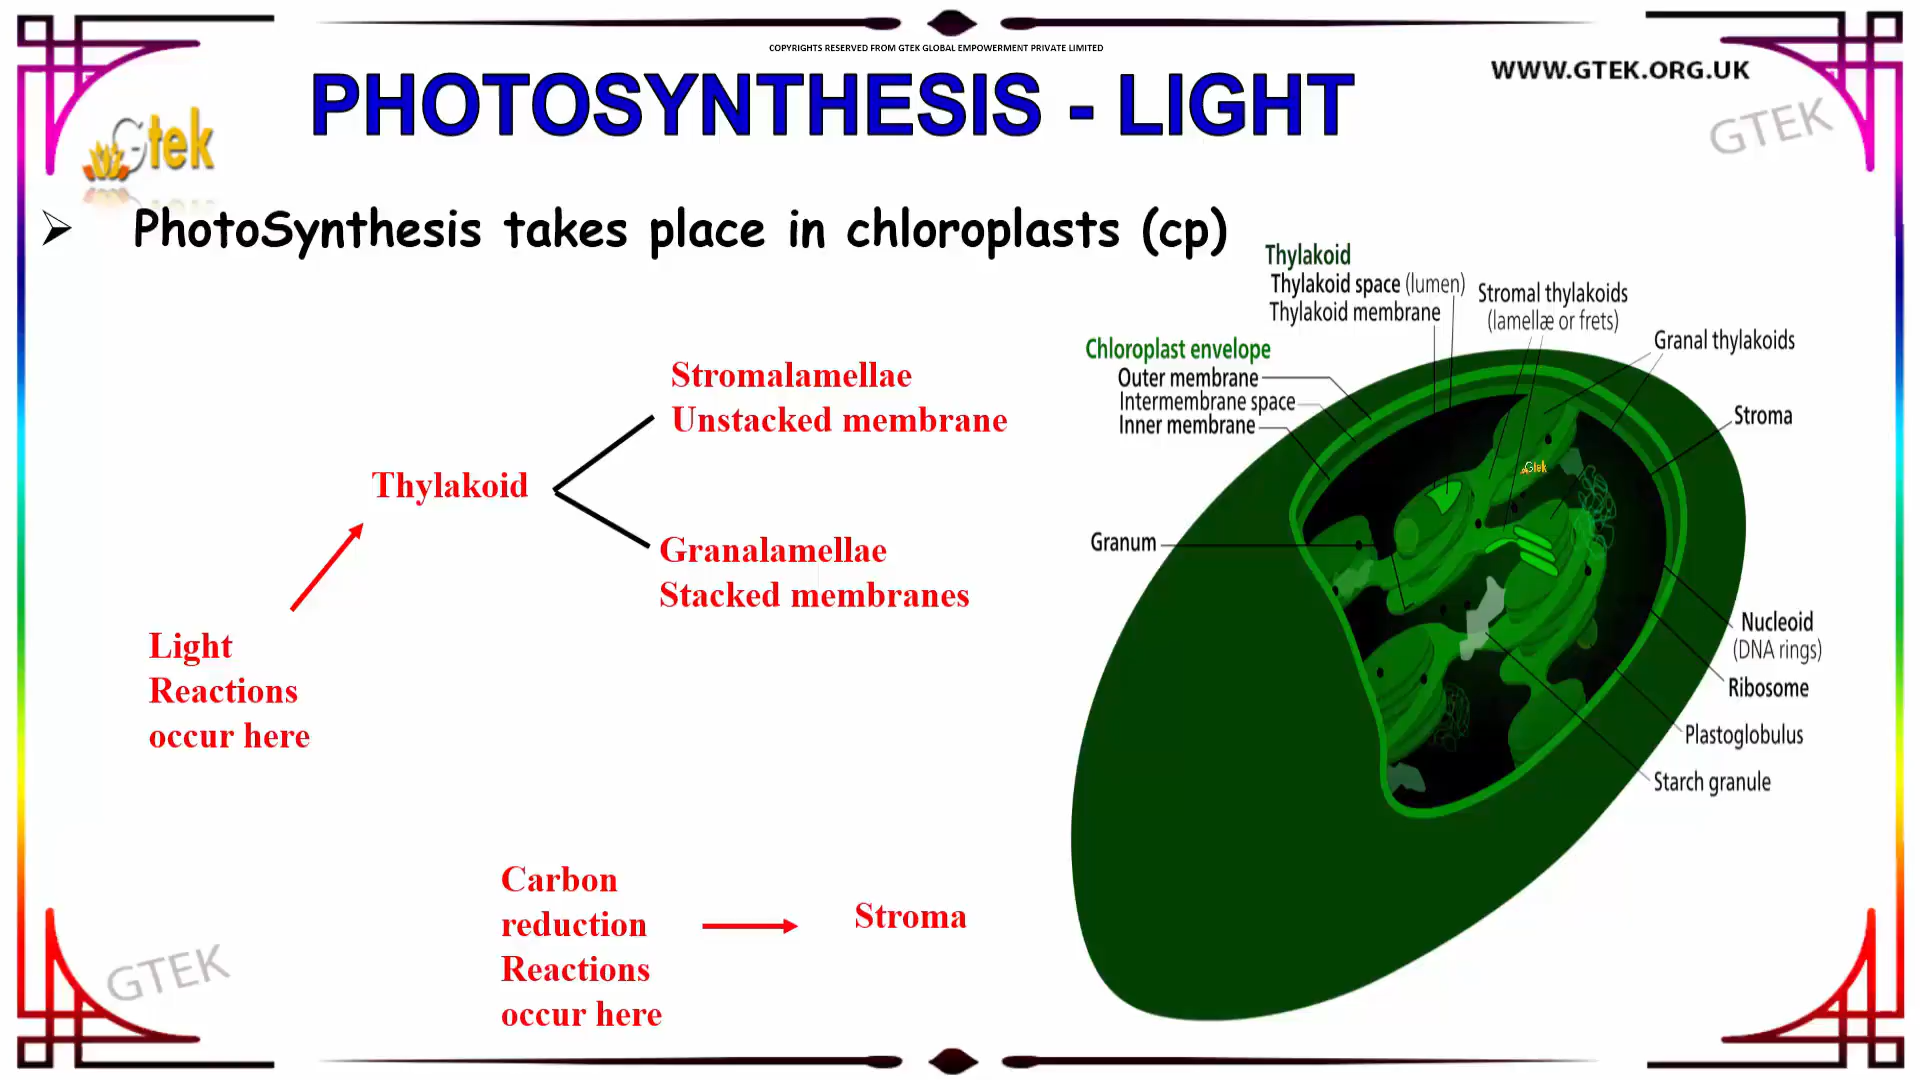 COPYRIGHTS RESERVED FROM GTEK GLOBAL EMPOWERMENT PRIVATE LIMITED
WWW.GTEK.ORG.UK
PHOTOSYNTHESIS - LIGHT
Gtek
GTEK
PhotoSynthesis takes place in chloroplasts (cp)
Thylakoid
Thylakoid space (lumen)
Thylakoid membrane
Stromal thylakoids
(lamellæ or frets)
Granal thylakoids
Chloroplast envelope
Outer membrane
Intermembrane space
Inner membrane
Stroma
Gtek
Granum
Nucleoid
(DNA rings)
Ribosome
Plastoglobulus
Starch granule
Stromalamellae
Unstacked membrane
Thylakoid
Granalamellae
Stacked membranes
Light
Reactions
occur here
Carbon
reduction
Reactions
occur here
Stroma
GTEK